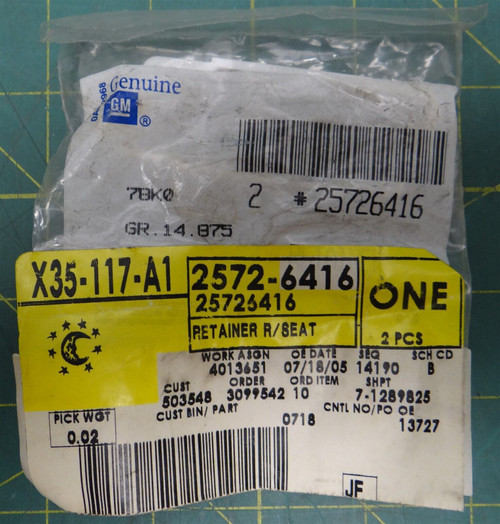 Genuine
GM ®
78K0 2 #25726416
GR.14.875
X35-117-A1 2572-6416 ONE
25726416
RETAINER R/SEAT 2 PCS
WORK ASGN OE DATE SEQ SCH CD
4013651 07/18/05 14190 B
CUST ORDER ORD ITEM SHPT
503548 3099542 10 7-1289825
PICK WGT CUST BIN/ PART CNTL NO/PO OE
0.02 0718 13727
JF